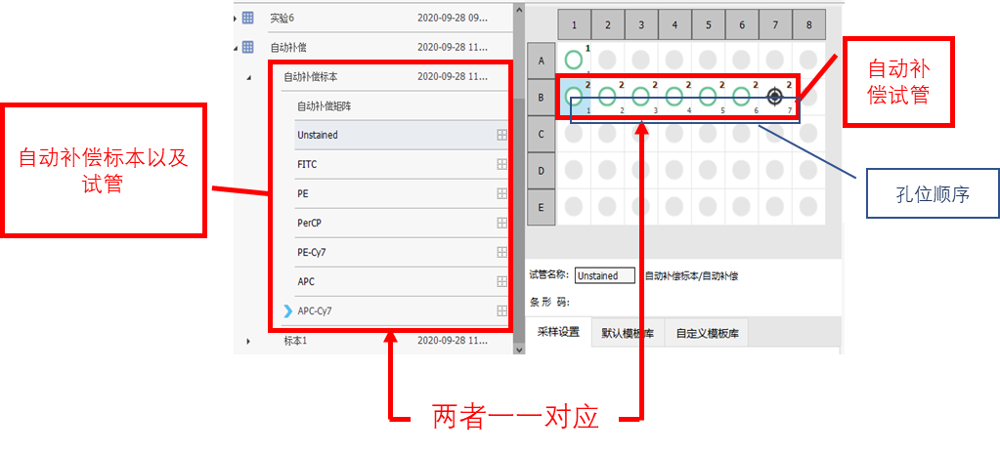 实验6 2020-09-28 09...
自动补偿 2020-09-28 11...
自动补偿标本 2020-09-28 11...
自动补偿矩阵
Unstained
FITC
PE
PerCP
PE-Cy7
APC
APC-Cy7
标本1 2020-09-28 11...
自动补偿标本以及
试管
1 2 3 4 5 6 7 8
A 1
B 2 2 2 2 2 2 2
1 2 3 4 5 6 7
C
D
E
自动补
偿试管
孔位顺序
试管名称: Unstained 自动补偿标本/自动补偿
条 形 码:
采样设置 默认模板库 自定义模板库
两者一一对应